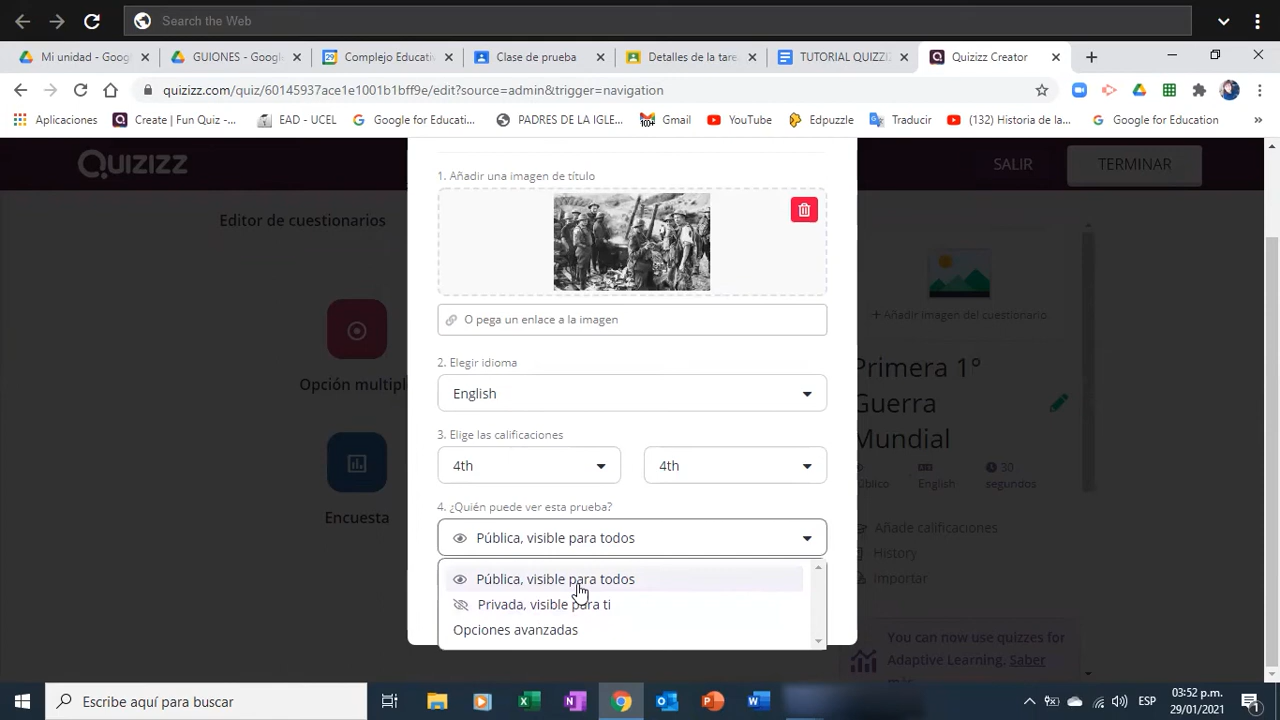 Search the Web
Mi unidad - Goog
GUIONES - Googl
Complejo Educati
Clase de prueba
Detalles de la tare
TUTORIAL QUIZZI
Quizizz Creator
quizizz.com/quiz/60145937ace1e1001b1bff9e/edit?source=admin&trigger=navigation
Aplicaciones
Create | Fun Quiz -...
EAD - UCEL
Google for Educati...
PADRES DE LA IGLE...
Gmail
YouTube
Edpuzzle
Traducir
(132) Historia de la...
Google for Education
»
Quizizz
SALIR
TERMINAR
Editor de cuestionarios
1. Añadir una imagen de título
O pega un enlace a la imagen
+ Añadir imagen del cuestionario
2. Elegir idioma
English
Opción multipl
Primera 1°
Guerra
Mundial
3. Elige las calificaciones
4th
4th
úblico
English
30
segundos
Encuesta
4. ¿Quién puede ver esta prueba?
Pública, visible para todos
Añade calificaciones
History
Importar
Pública, visible para todos
Privada, visible para ti
Opciones avanzadas
You can now use quizzes for
Adaptive Learning, Saber
Escribe aquí para buscar
ESP
03:52 p.m.
29/01/2021